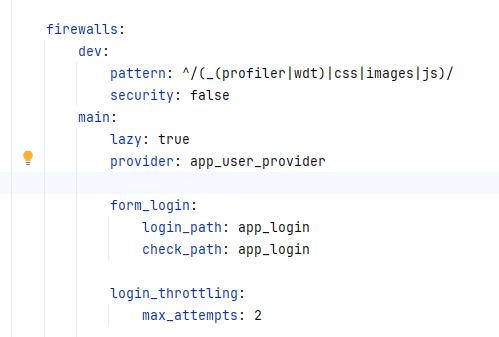 firewalls:
    dev:
        pattern: ^/(_(profiler|wdt)|css|images|js)/
        security: false
    main:
        lazy: true
        provider: app_user_provider

        form_login:
            login_path: app_login
            check_path: app_login

        login_throttling:
            max_attempts: 2